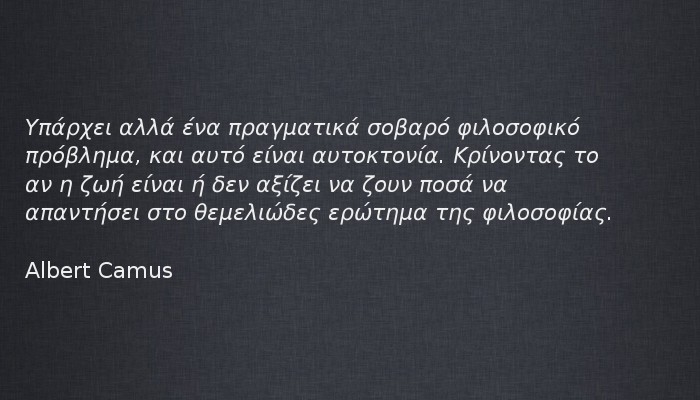 Υπάρχει αλλά ένα πραγματικά σοβαρό φιλοσοφικό
πρόβλημα, και αυτό είναι αυτοκτονία. Κρίνοντας το
αν η ζωή είναι ή δεν αξίζει να ζουν ποσά να
απαντήσει στο θεμελιώδες ερώτημα της φιλοσοφίας.
Albert Camus